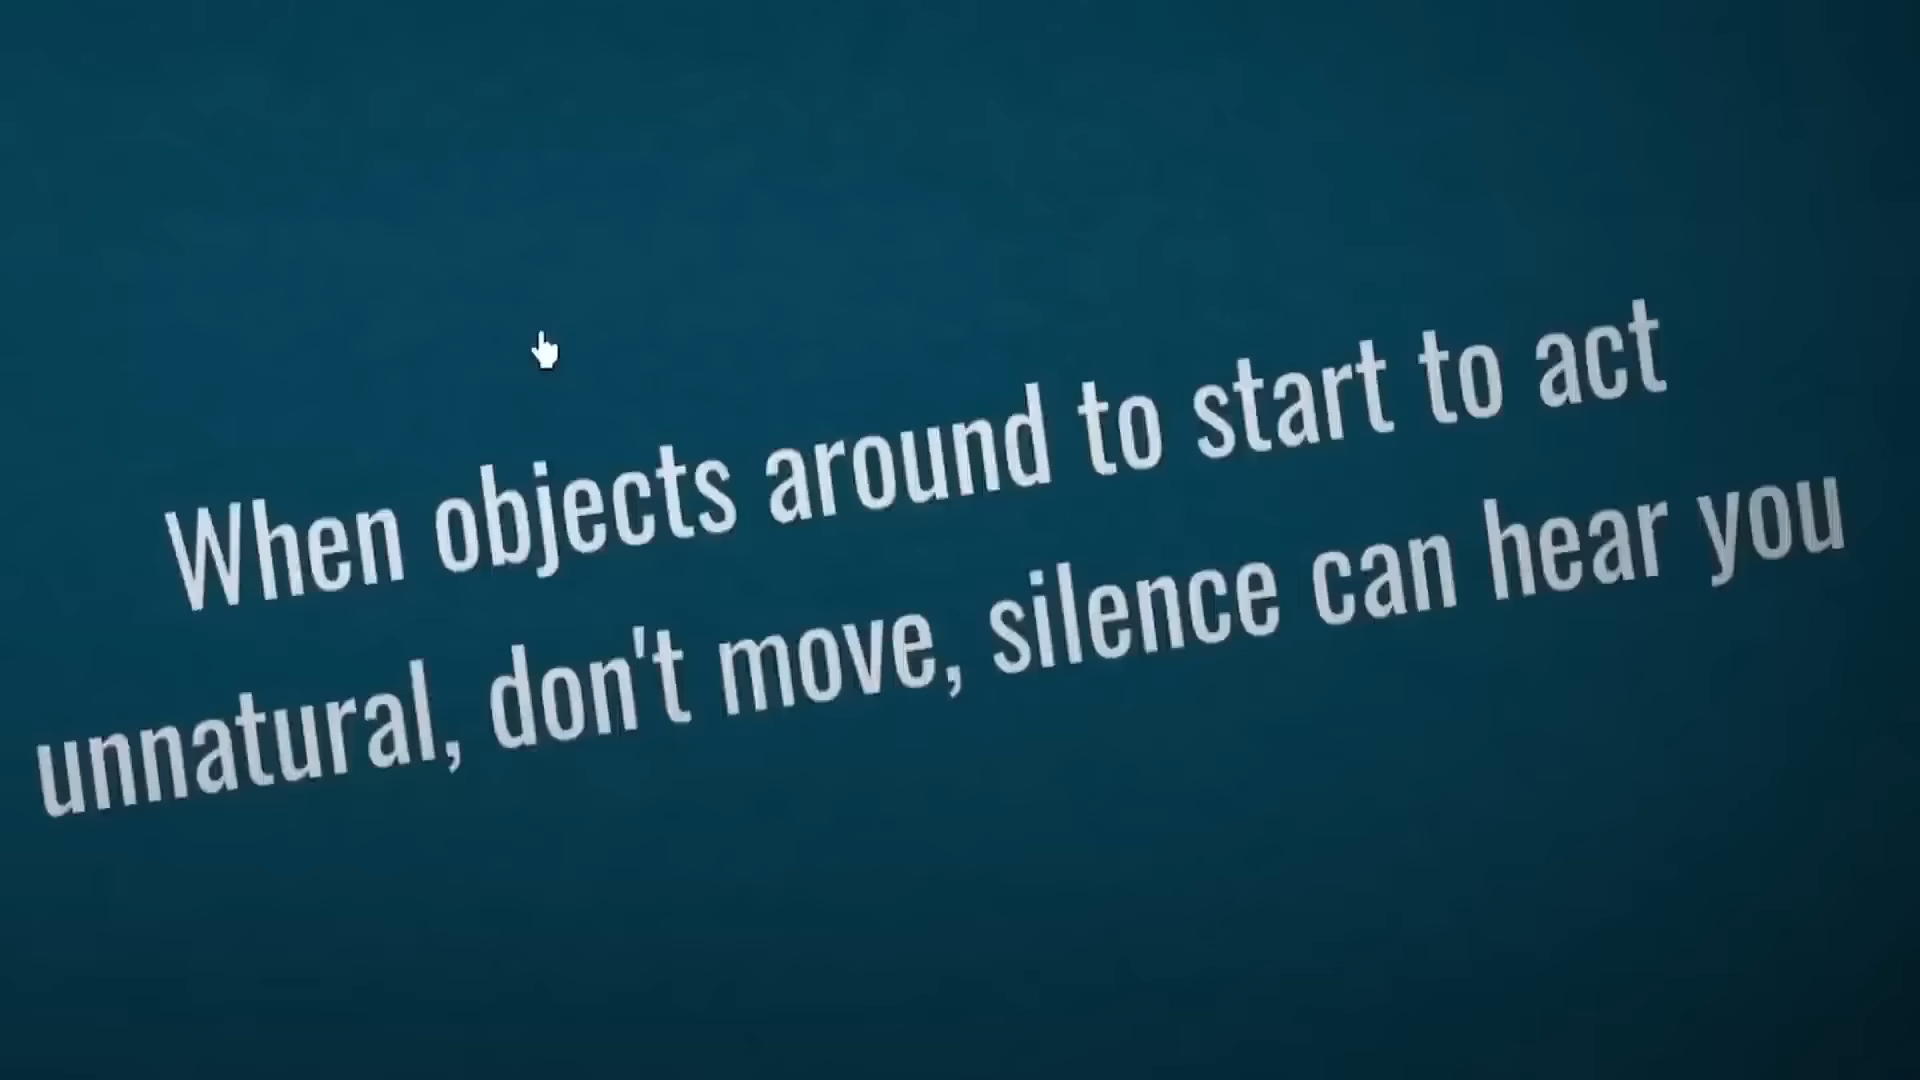 When objects around to start to act
unnatural, don't move, silence can hear you